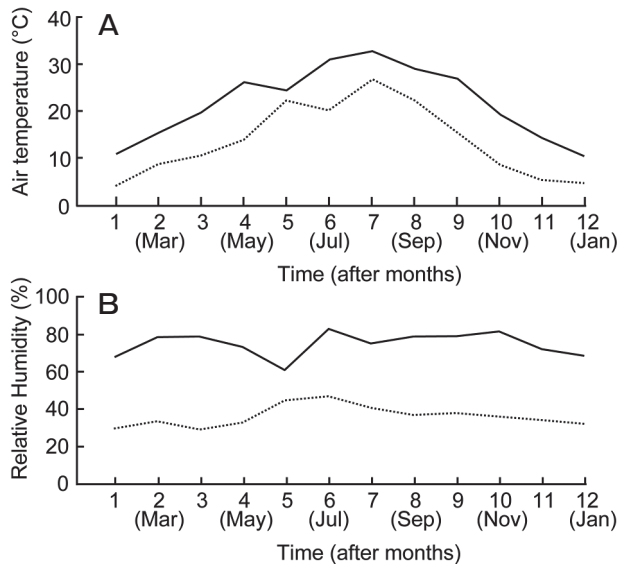 A
Air temperature (°C)
40
30
20
10
0
1 2 3 4 5 6 7 8 9 10 11 12
(Mar) (May) (Jul) (Sep) (Nov) (Jan)
Time (after months)
B
Relative Humidity (%)
100
80
60
40
20
0
1 2 3 4 5 6 7 8 9 10 11 12
(Mar) (May) (Jul) (Sep) (Nov) (Jan)
Time (after months)